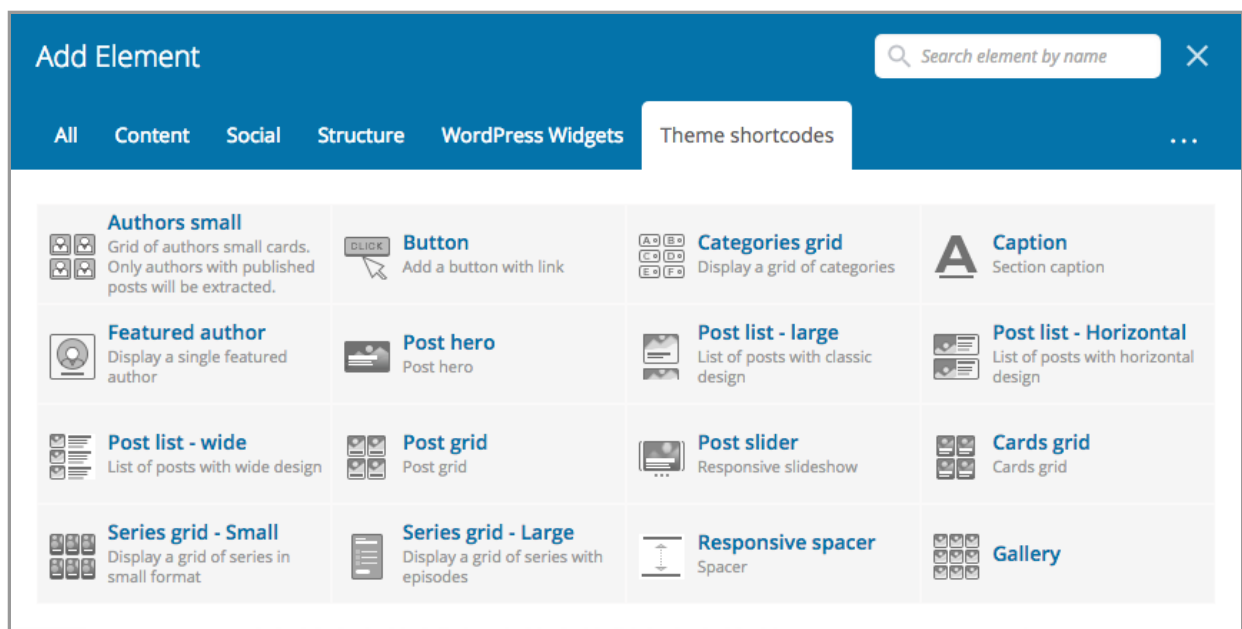 Add Element
Search element by name
All
Content
Social
Structure
WordPress Widgets
Theme shortcodes
...
Authors small
Grid of authors small cards.
Only authors with published
posts will be extracted.
CLICK
Button
Add a button with link
A
B
C
D
E
F
Categories grid
Display a grid of categories
A
Caption
Section caption
Featured author
Display a single featured
author
Post hero
Post hero
Post list - large
List of posts with classic
design
Post list - Horizontal
List of posts with horizontal
design
Post list - wide
List of posts with wide design
Post grid
Post grid
Post slider
Responsive slideshow
Cards grid
Cards grid
Series grid - Small
Display a grid of series in
small format
Series grid - Large
Display a grid of series with
episodes
Responsive spacer
Spacer
Gallery